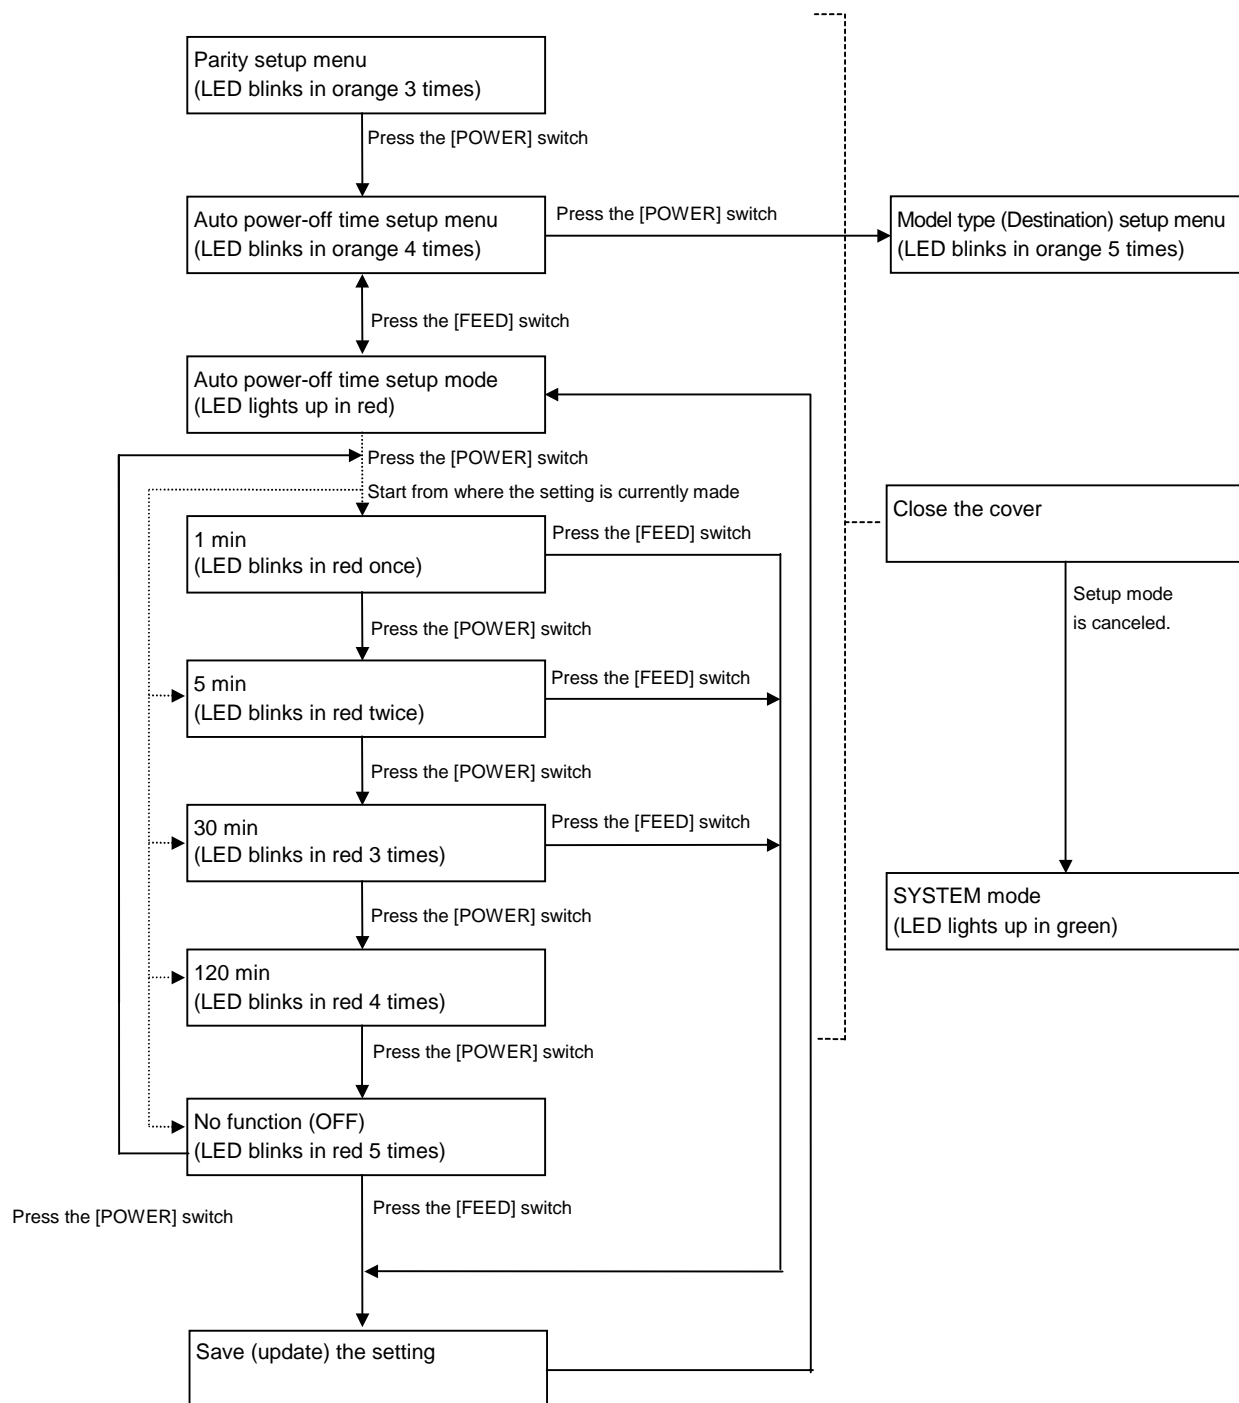 Parity setup menu
(LED blinks in orange 3 times)
Press the [POWER] switch
Auto power-off time setup menu
(LED blinks in orange 4 times)
Press the [POWER] switch
Model type (Destination) setup menu
(LED blinks in orange 5 times)
Press the [FEED] switch
Auto power-off time setup mode
(LED lights up in red)
Press the [POWER] switch
Start from where the setting is currently made
1 min
(LED blinks in red once)
Press the [FEED] switch
Close the cover
Setup mode
is canceled.
Press the [POWER] switch
5 min
(LED blinks in red twice)
Press the [FEED] switch
Press the [POWER] switch
30 min
(LED blinks in red 3 times)
Press the [FEED] switch
SYSTEM mode
(LED lights up in green)
Press the [POWER] switch
120 min
(LED blinks in red 4 times)
Press the [POWER] switch
No function (OFF)
(LED blinks in red 5 times)
Press the [POWER] switch
Press the [FEED] switch
Save (update) the setting